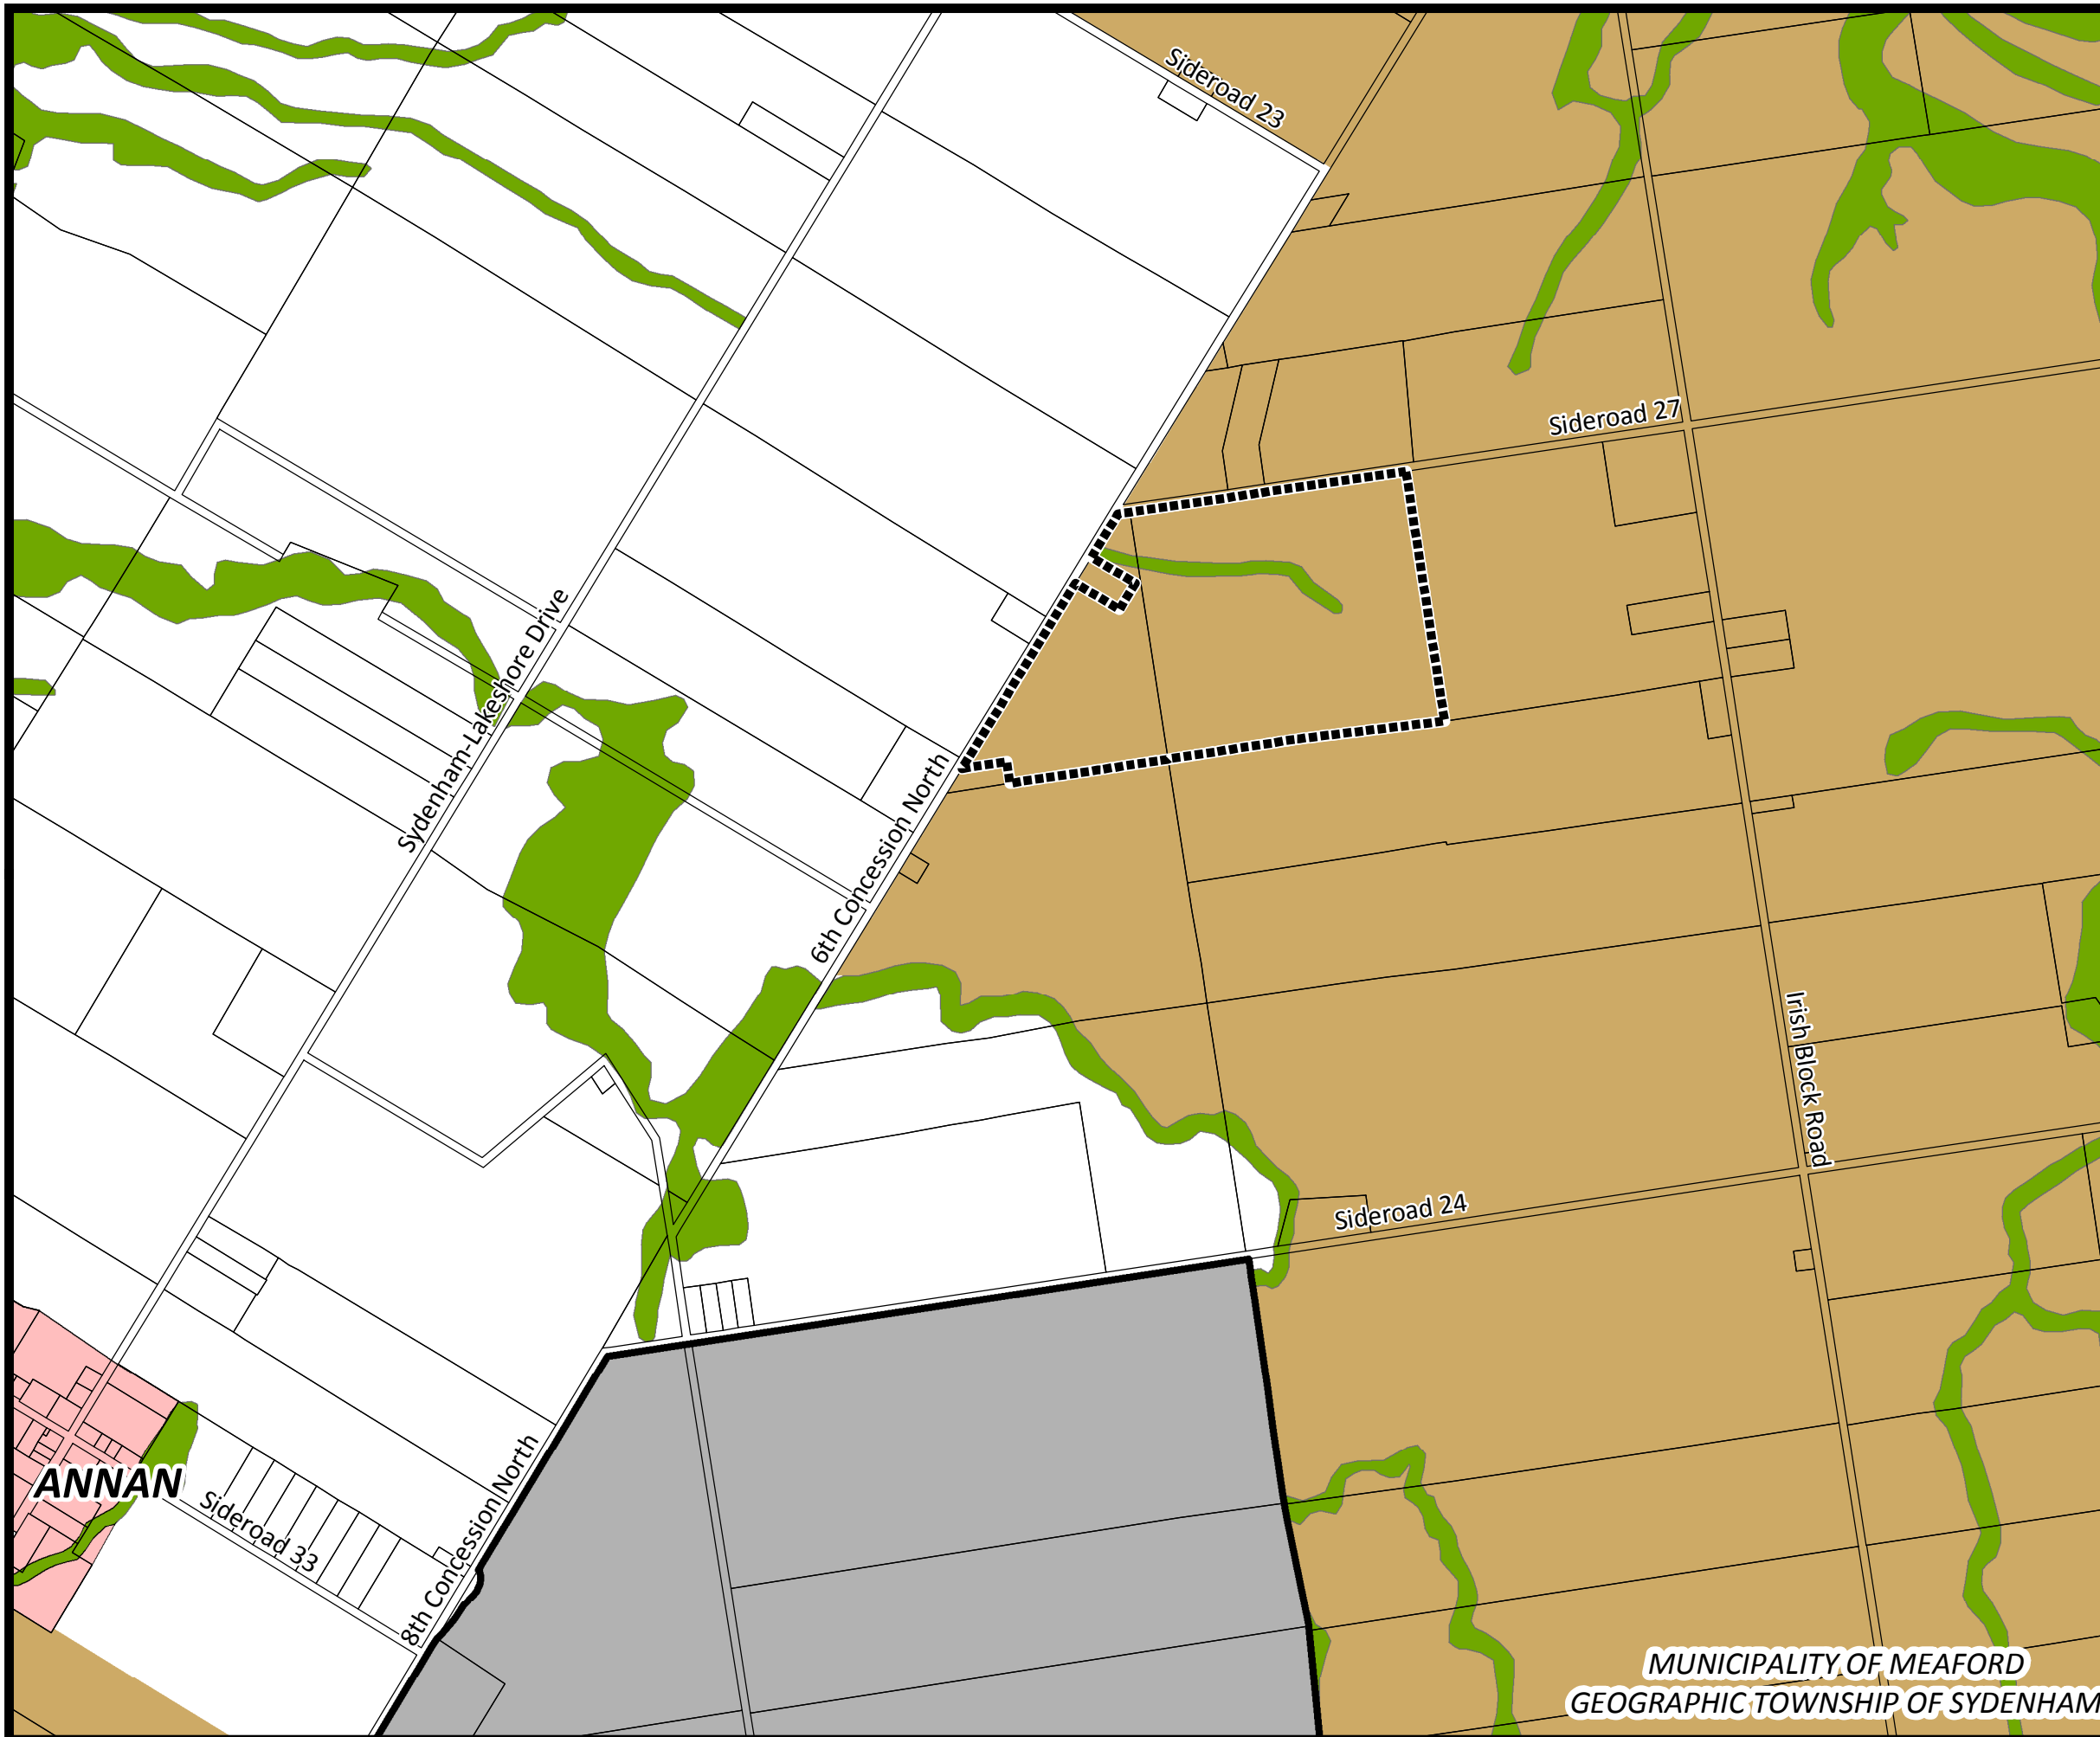 Sideroad 23
Sideroad 27
Sydenham-Lakeshore Drive
6th Concession North
Irish Block Road
Sideroad 24
ANNAN
Sideroad 33
8th Concession North
MUNICIPALITY OF MEAFORD
GEOGRAPHIC TOWNSHIP OF SYDENHAM